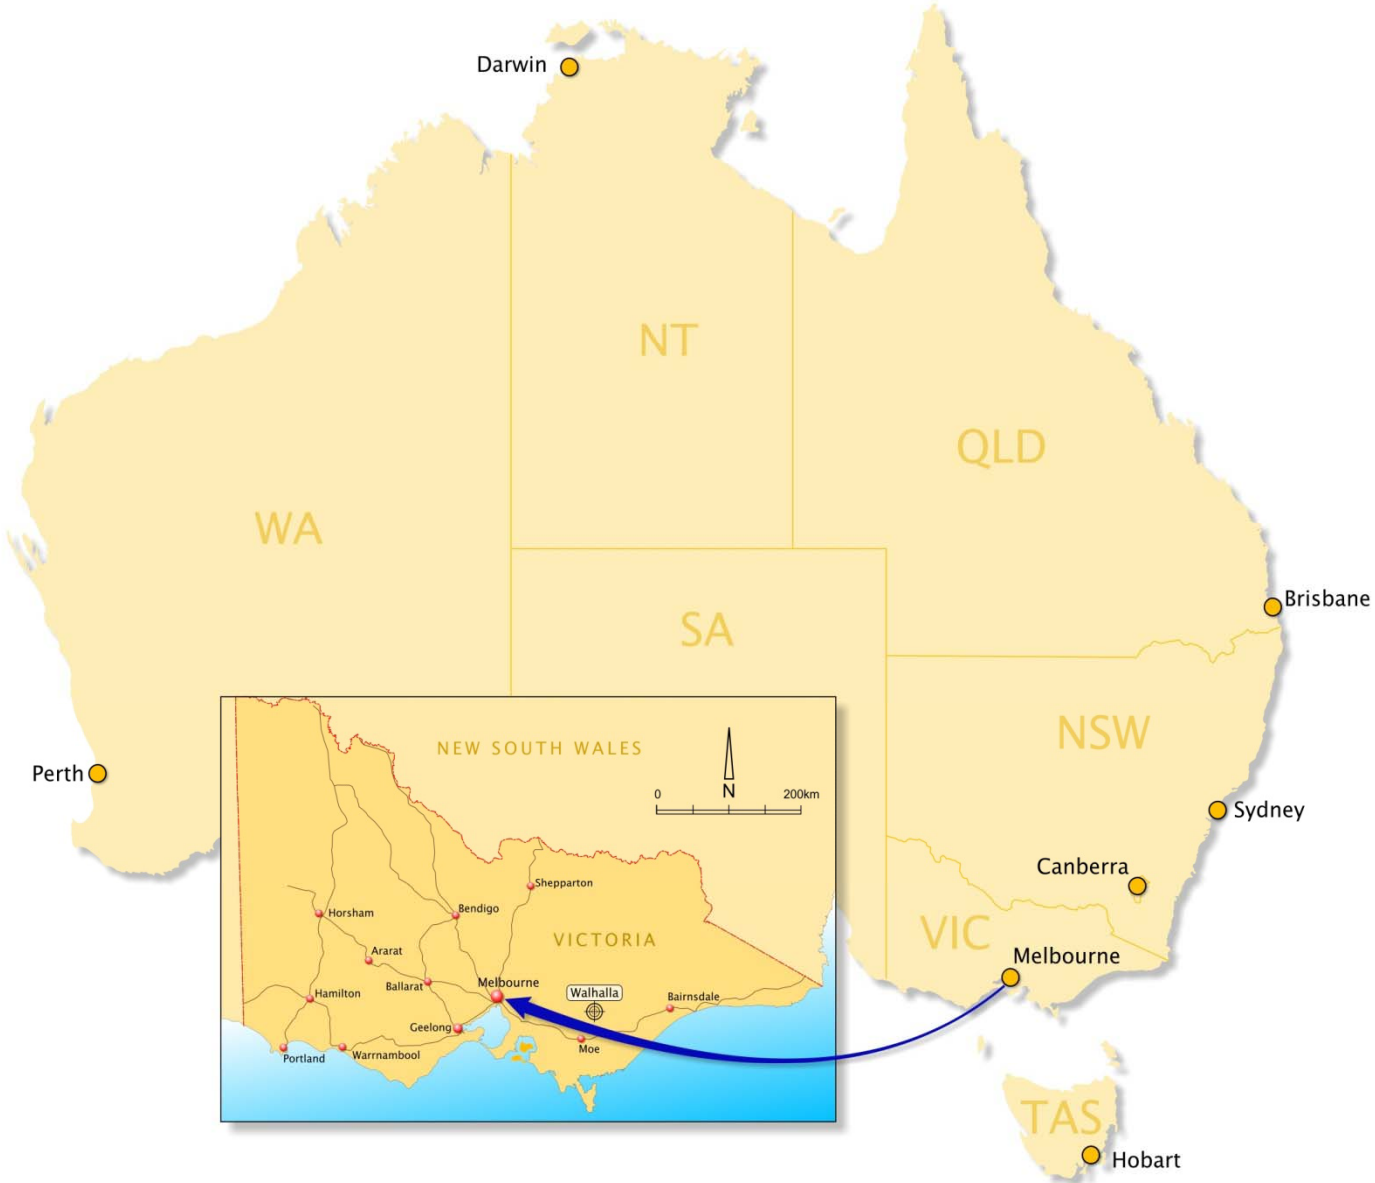 Darwin
NT
QLD
WA
Brisbane
SA
NSW
NEW SOUTH WALES
N
0
200km
Perth
Sydney
Canberra
Shepparton
Horsham
Bendigo
VICTORIA
VIC
Ararat
Melbourne
Ballarat
Melbourne
Walhalla
Hamilton
Bairnsdale
Geelong
Moe
Portland
Warrnambool
TAS
Hobart